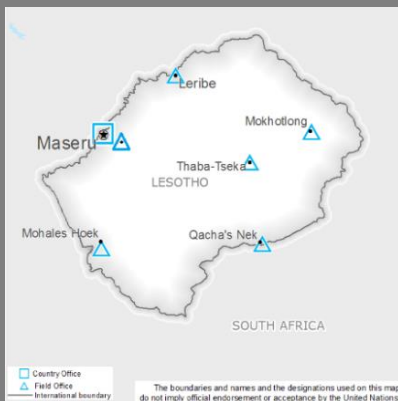 Leribe
Mokhotlong
Maseru
Thaba-Tseka
LESOTHO
Mohales Hoek
Qacha's Nek
SOUTH AFRICA
Country Office
Field Office
International boundary
The boundaries and names and the designations used on this map
do not imply official endorsement or acceptance by the United Nations.